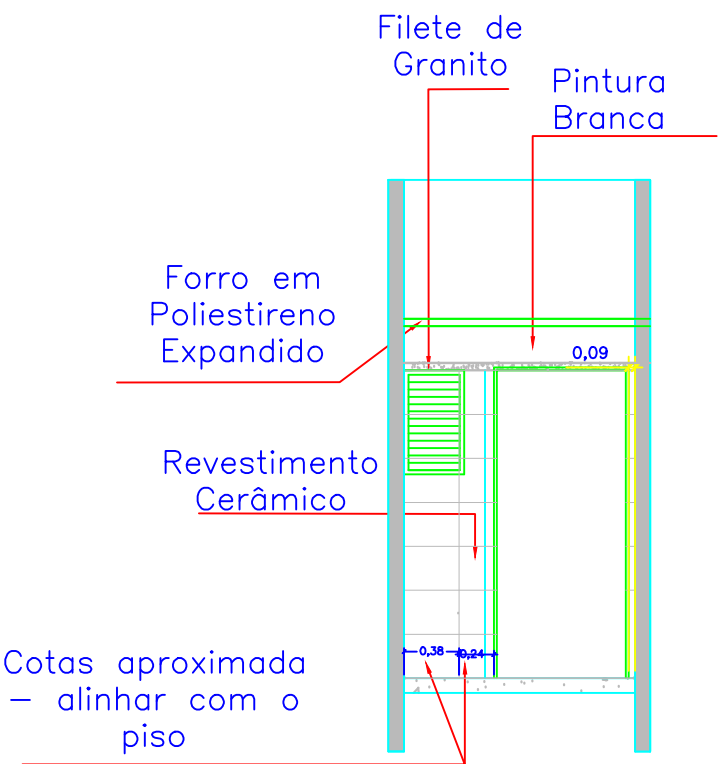 Filete de
Granito
Pintura
Branca
Forro em
Poliestireno
Expandido
0,09
Revestimento
Cerâmico
0,38
0,24
Cotas aproximada
– alinhar com o
piso